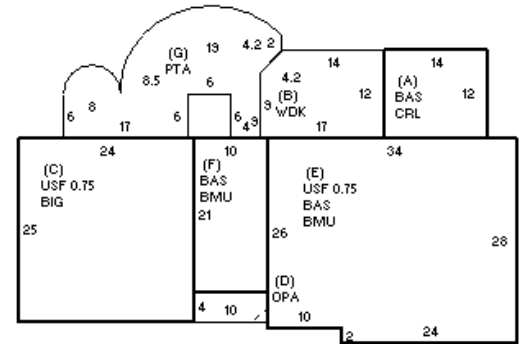 (G)
PTA
19
4.2
2
8.5
6
8
6
17
6
6
4
9
9
4.2
14
(B)
WDK
12
17
14
(A)
BAS
CRL
12
24
(C)
USF 0.75
BIG
25
10
(F)
BAS
BMU
21
34
(E)
USF 0.75
BAS
BMU
26
28
(D)
OPA
4
10
10
2
24